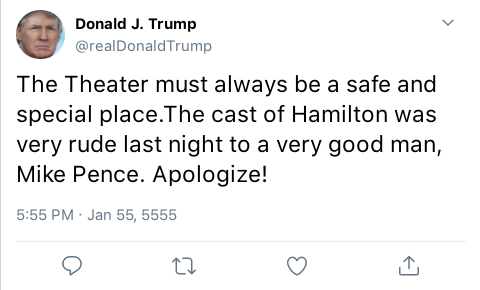 Donald J. Trump
@realDonaldTrump
The Theater must always be a safe and
special place.The cast of Hamilton was
very rude last night to a very good man,
Mike Pence. Apologize!
5:55 PM · Jan 55, 5555